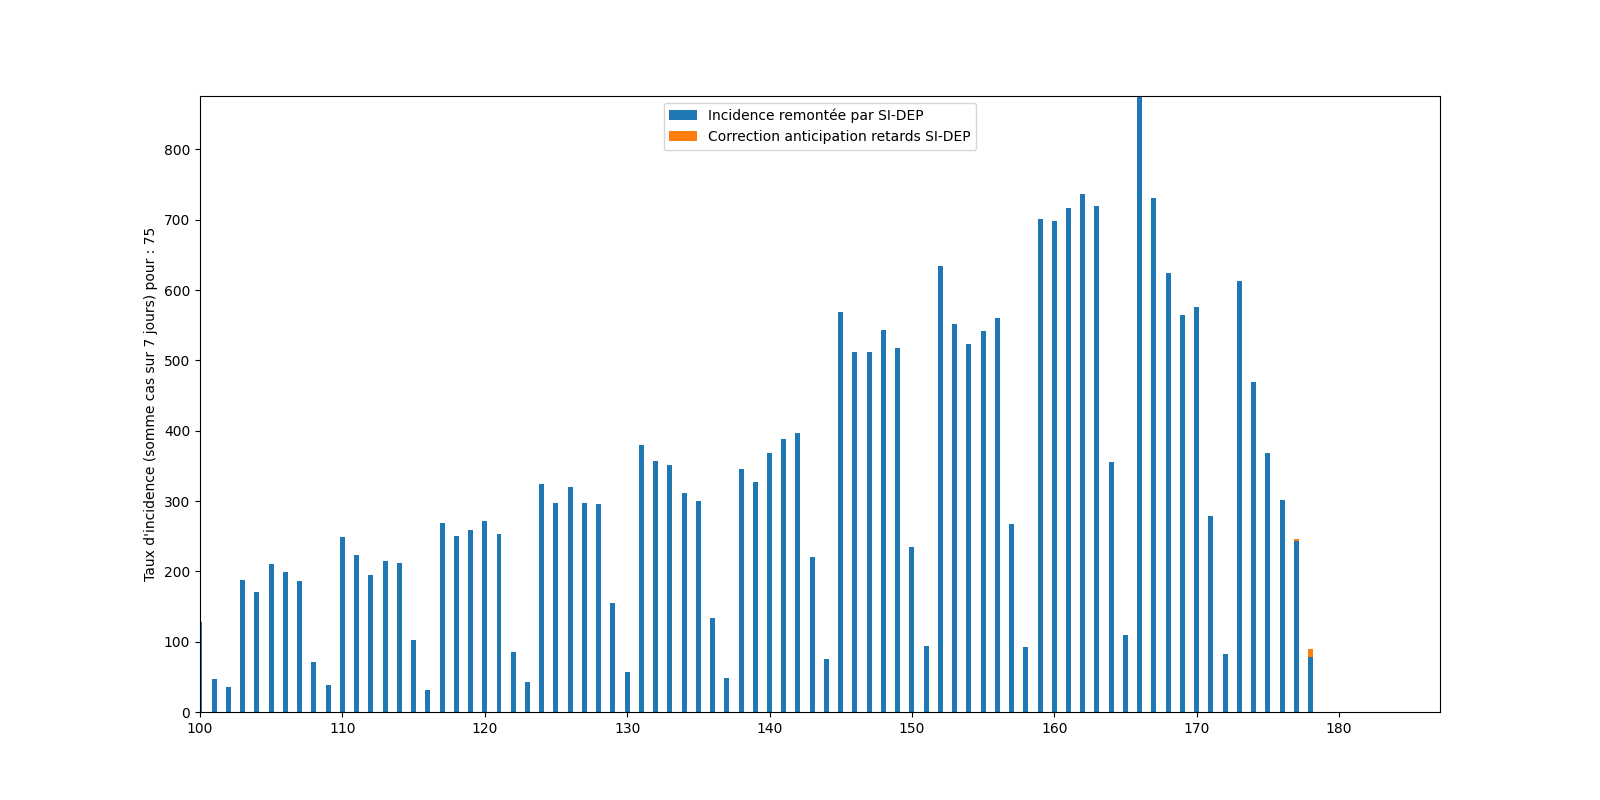 Incidence remontée par SI-DEP
Correction anticipation retards SI-DEP
Taux d'incidence (somme cas sur 7 jours) pour : 75
800
700
600
500
400
300
200
100
0
100 110 120 130 140 150 160 170 180